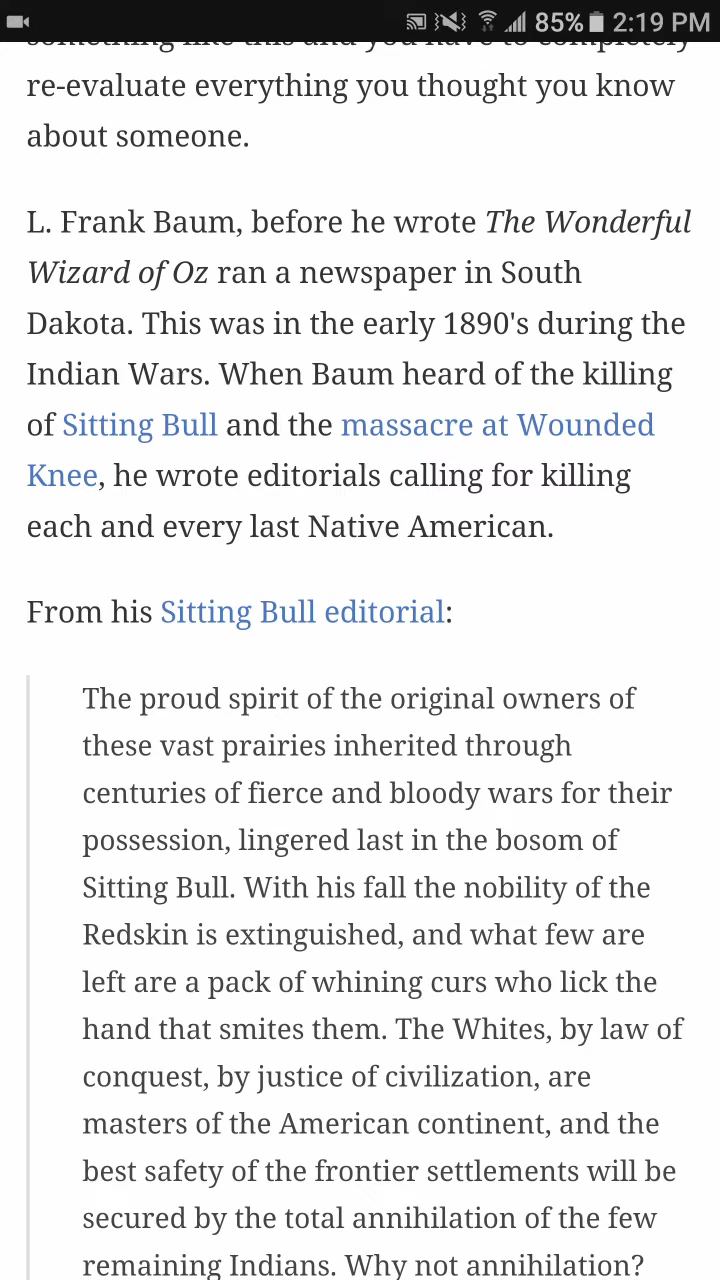 85% 2:19 PM
something like this and you have to completely
re-evaluate everything you thought you know
about someone.
L. Frank Baum, before he wrote The Wonderful
Wizard of Oz ran a newspaper in South
Dakota. This was in the early 1890's during the
Indian Wars. When Baum heard of the killing
of Sitting Bull and the massacre at Wounded
Knee, he wrote editorials calling for killing
each and every last Native American.
From his Sitting Bull editorial:
The proud spirit of the original owners of
these vast prairies inherited through
centuries of fierce and bloody wars for their
possession, lingered last in the bosom of
Sitting Bull. With his fall the nobility of the
Redskin is extinguished, and what few are
left are a pack of whining curs who lick the
hand that smites them. The Whites, by law of
conquest, by justice of civilization, are
masters of the American continent, and the
best safety of the frontier settlements will be
secured by the total annihilation of the few
remaining Indians. Why not annihilation?